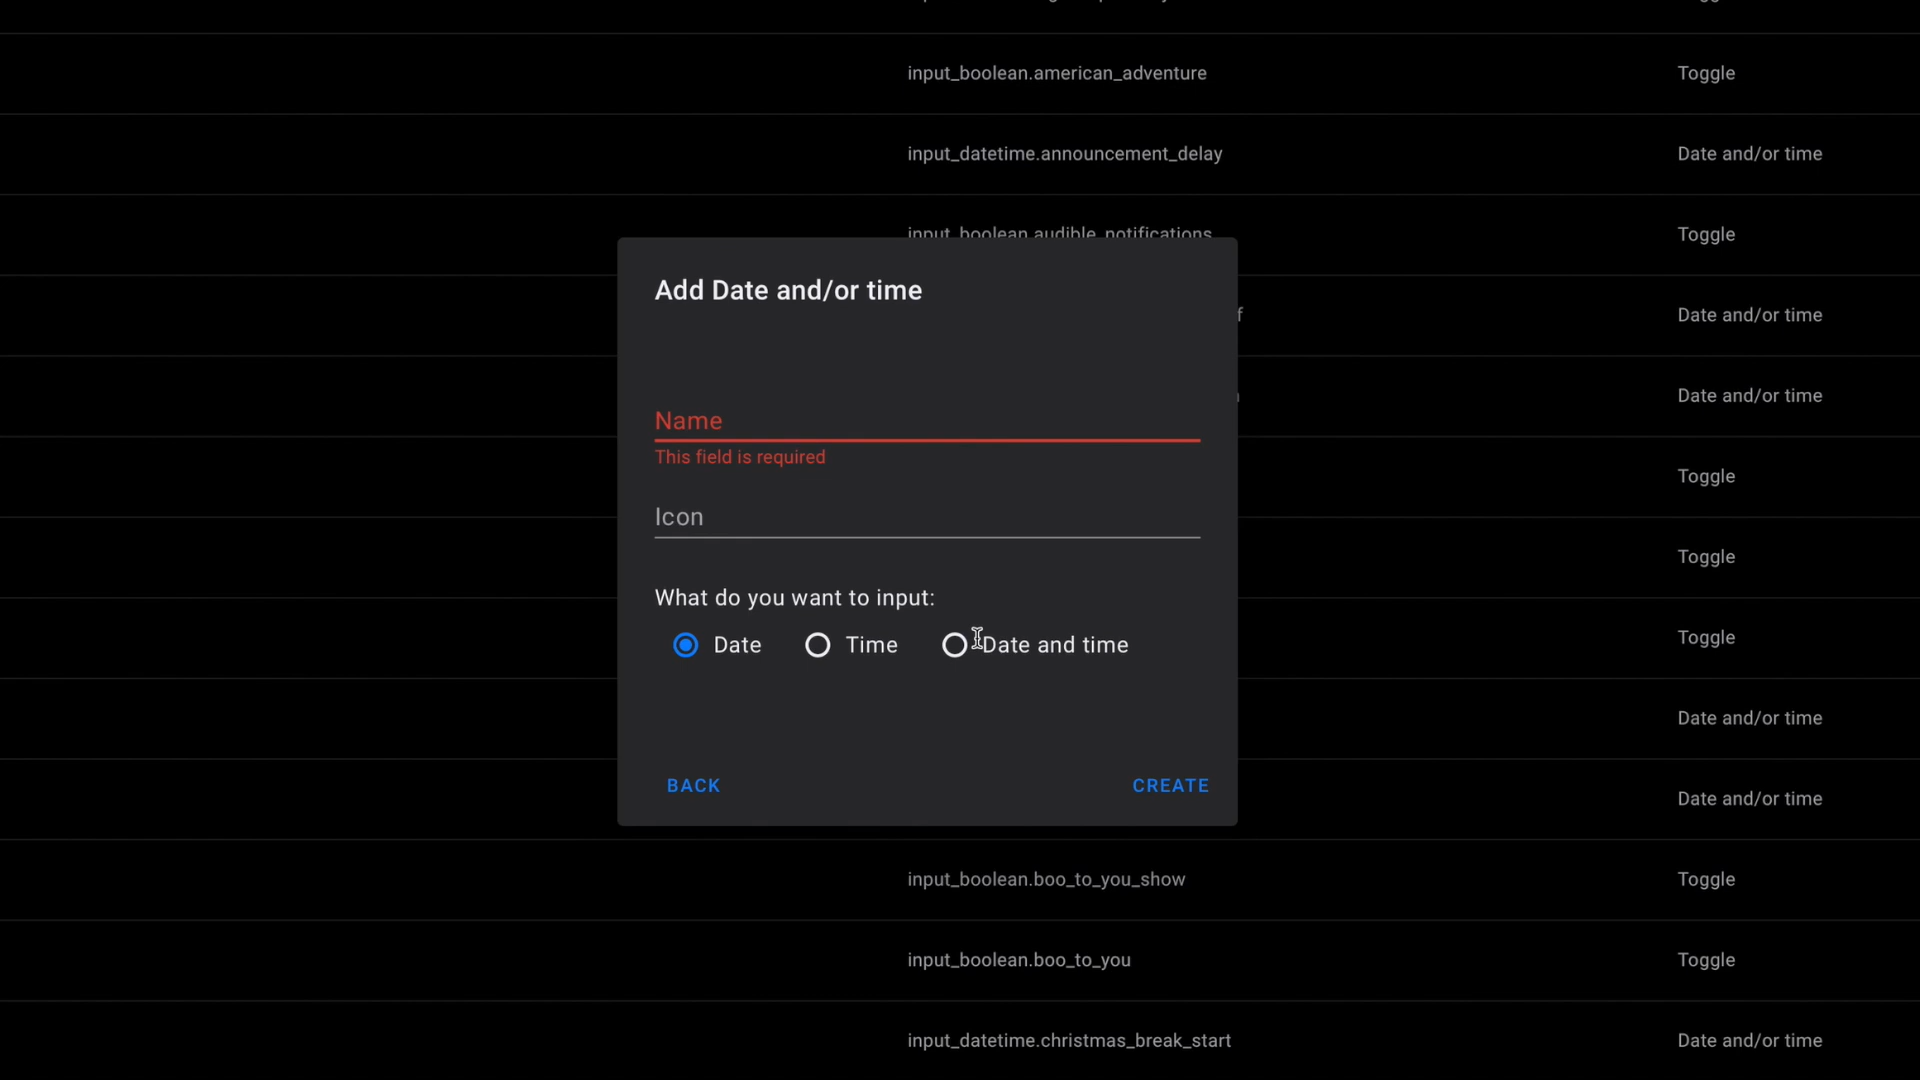 input_boolean.american_adventure Toggle
input_datetime.announcement_delay Date and/or time
input_boolean.audible_notifications Toggle
Add Date and/or time
f Date and/or time
Name Date and/or time
This field is required
Toggle
Icon
Toggle
What do you want to input:
Date Time Date and time Toggle
Date and/or time
BACK CREATE
Date and/or time
input_boolean.boo_to_you_show Toggle
input_boolean.boo_to_you Toggle
input_datetime.christmas_break_start Date and/or time